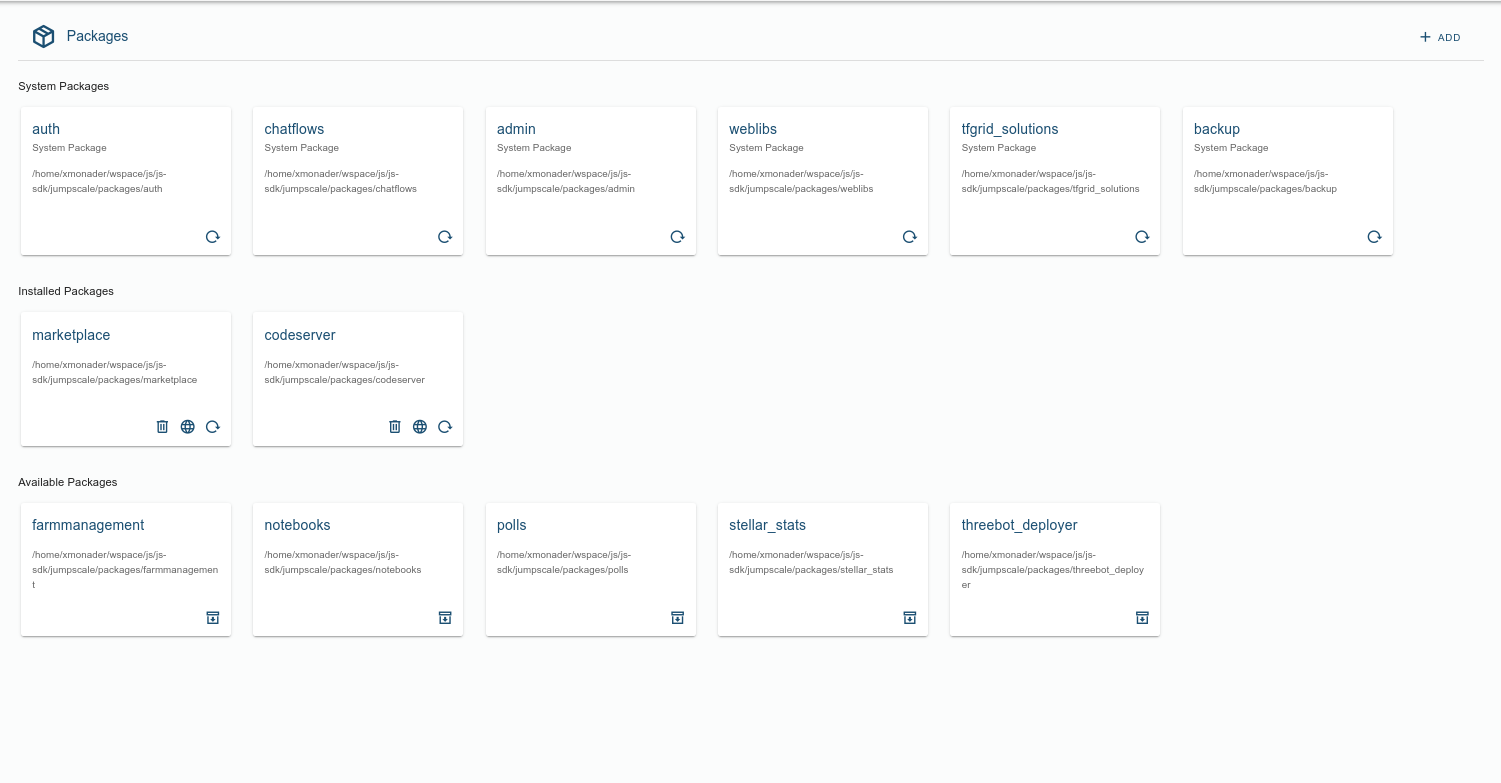 Packages
ADD
System Packages
auth
System Package
/home/xmonader/wspace/js/js-
sdk/jumpscale/packages/auth
chatflows
System Package
/home/xmonader/wspace/js/js-
sdk/jumpscale/packages/chatflows
admin
System Package
/home/xmonader/wspace/js/js-
sdk/jumpscale/packages/admin
weblibs
System Package
/home/xmonader/wspace/js/js-
sdk/jumpscale/packages/weblibs
tfgrid_solutions
System Package
/home/xmonader/wspace/js/js-
sdk/jumpscale/packages/tfgrid_solutions
backup
System Package
/home/xmonader/wspace/js/js-
sdk/jumpscale/packages/backup
Installed Packages
marketplace
/home/xmonader/wspace/js/js-
sdk/jumpscale/packages/marketplace
codeserver
/home/xmonader/wspace/js/js-
sdk/jumpscale/packages/codeserver
Available Packages
farmmanagement
/home/xmonader/wspace/js/js-
sdk/jumpscale/packages/farmmanagemen
t
notebooks
/home/xmonader/wspace/js/js-
sdk/jumpscale/packages/notebooks
polls
/home/xmonader/wspace/js/js-
sdk/jumpscale/packages/polls
stellar_stats
/home/xmonader/wspace/js/js-
sdk/jumpscale/packages/stellar_stats
threebot_deployer
/home/xmonader/wspace/js/js-
sdk/jumpscale/packages/threebot_deploy
er